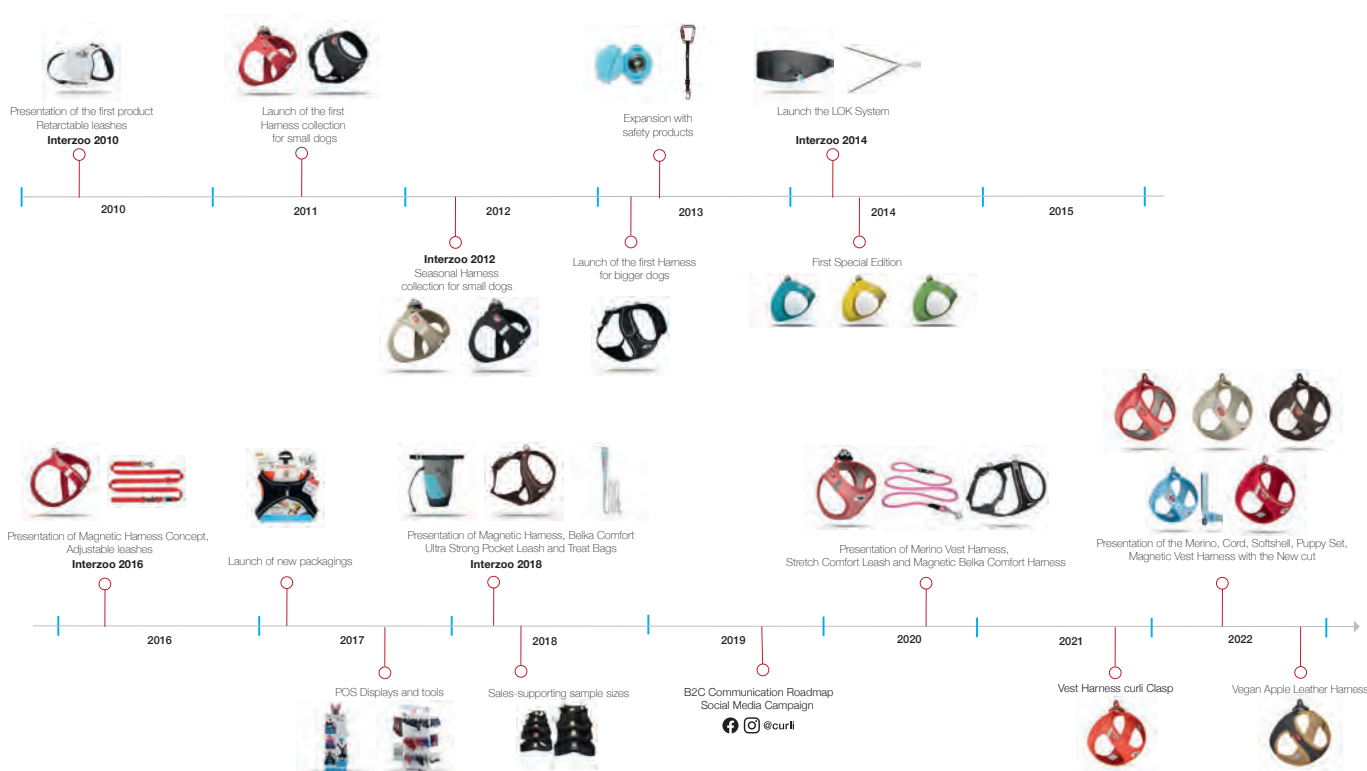 Presentation of the first product
Retarctable leashes
Interzoo 2010
Launch of the first
Harness collection
for small dogs
Expansion with
safety products
Launch the LOK System
Interzoo 2014
2010
2011
2012
2013
2014
2015
Interzoo 2012
Seasonal Harness
collection for small dogs
Launch of the first Harness
for bigger dogs
First Special Edition
Presentation of Magnetic Harness Concept,
Adjustable leashes
Interzoo 2016
Launch of new packagings
Presentation of Magnetic Harness, Belka Comfort
Ultra Strong Pocket Leash and Treat Bags
Interzoo 2018
Presentation of Merino Vest Harness,
Stretch Comfort Leash and Magnetic Belka Comfort Harness
Presentation of the Merino, Cord, Softshell, Puppy Set,
Magnetic Vest Harness with the New cut
2016
2017
2018
2019
2020
2021
2022
POS Displays and tools
Sales-supporting sample sizes
B2C Communication Roadmap
Social Media Campaign
@curli
Vest Harness curli Clasp
Vegan Apple Leather Harness